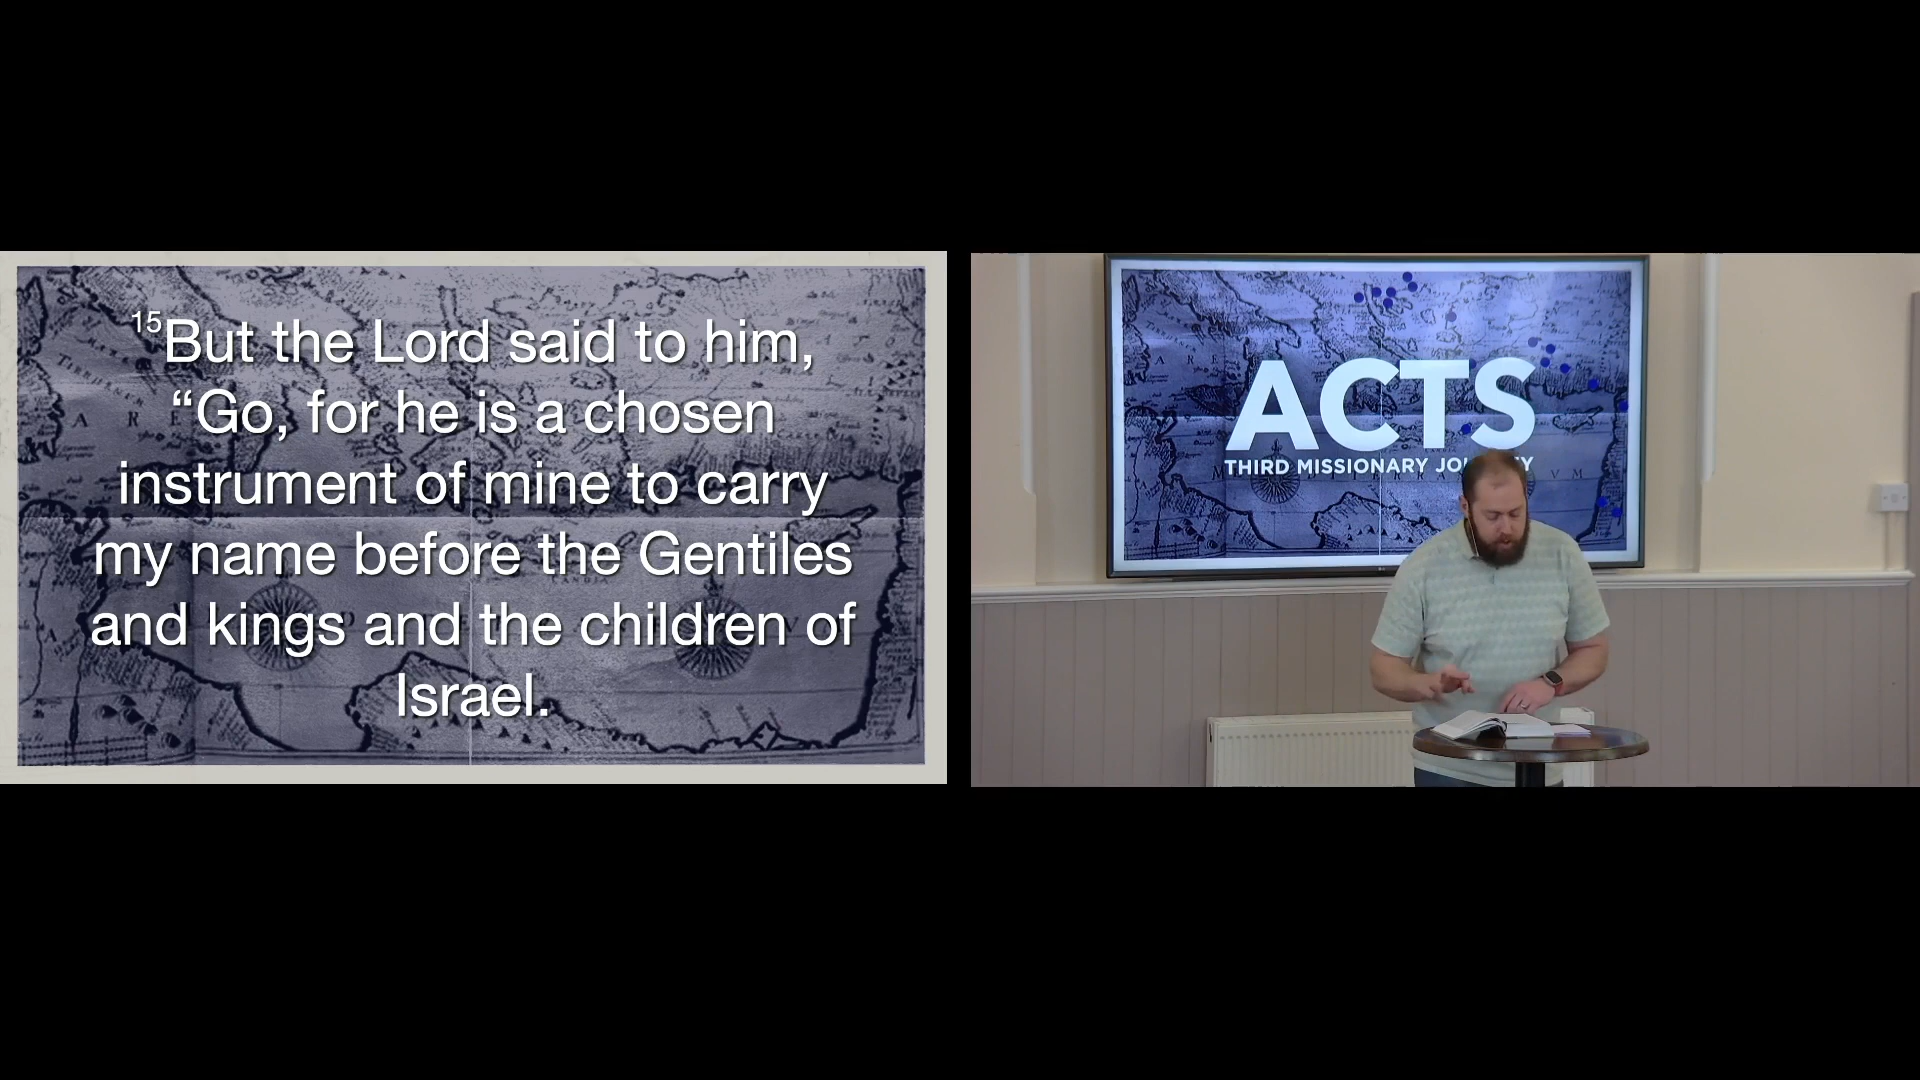 15But the Lord said to him,
“Go, for he is a chosen
instrument of mine to carry
my name before the Gentiles
and kings and the children of
Israel.
ACTS
THIRD MISSIONARY